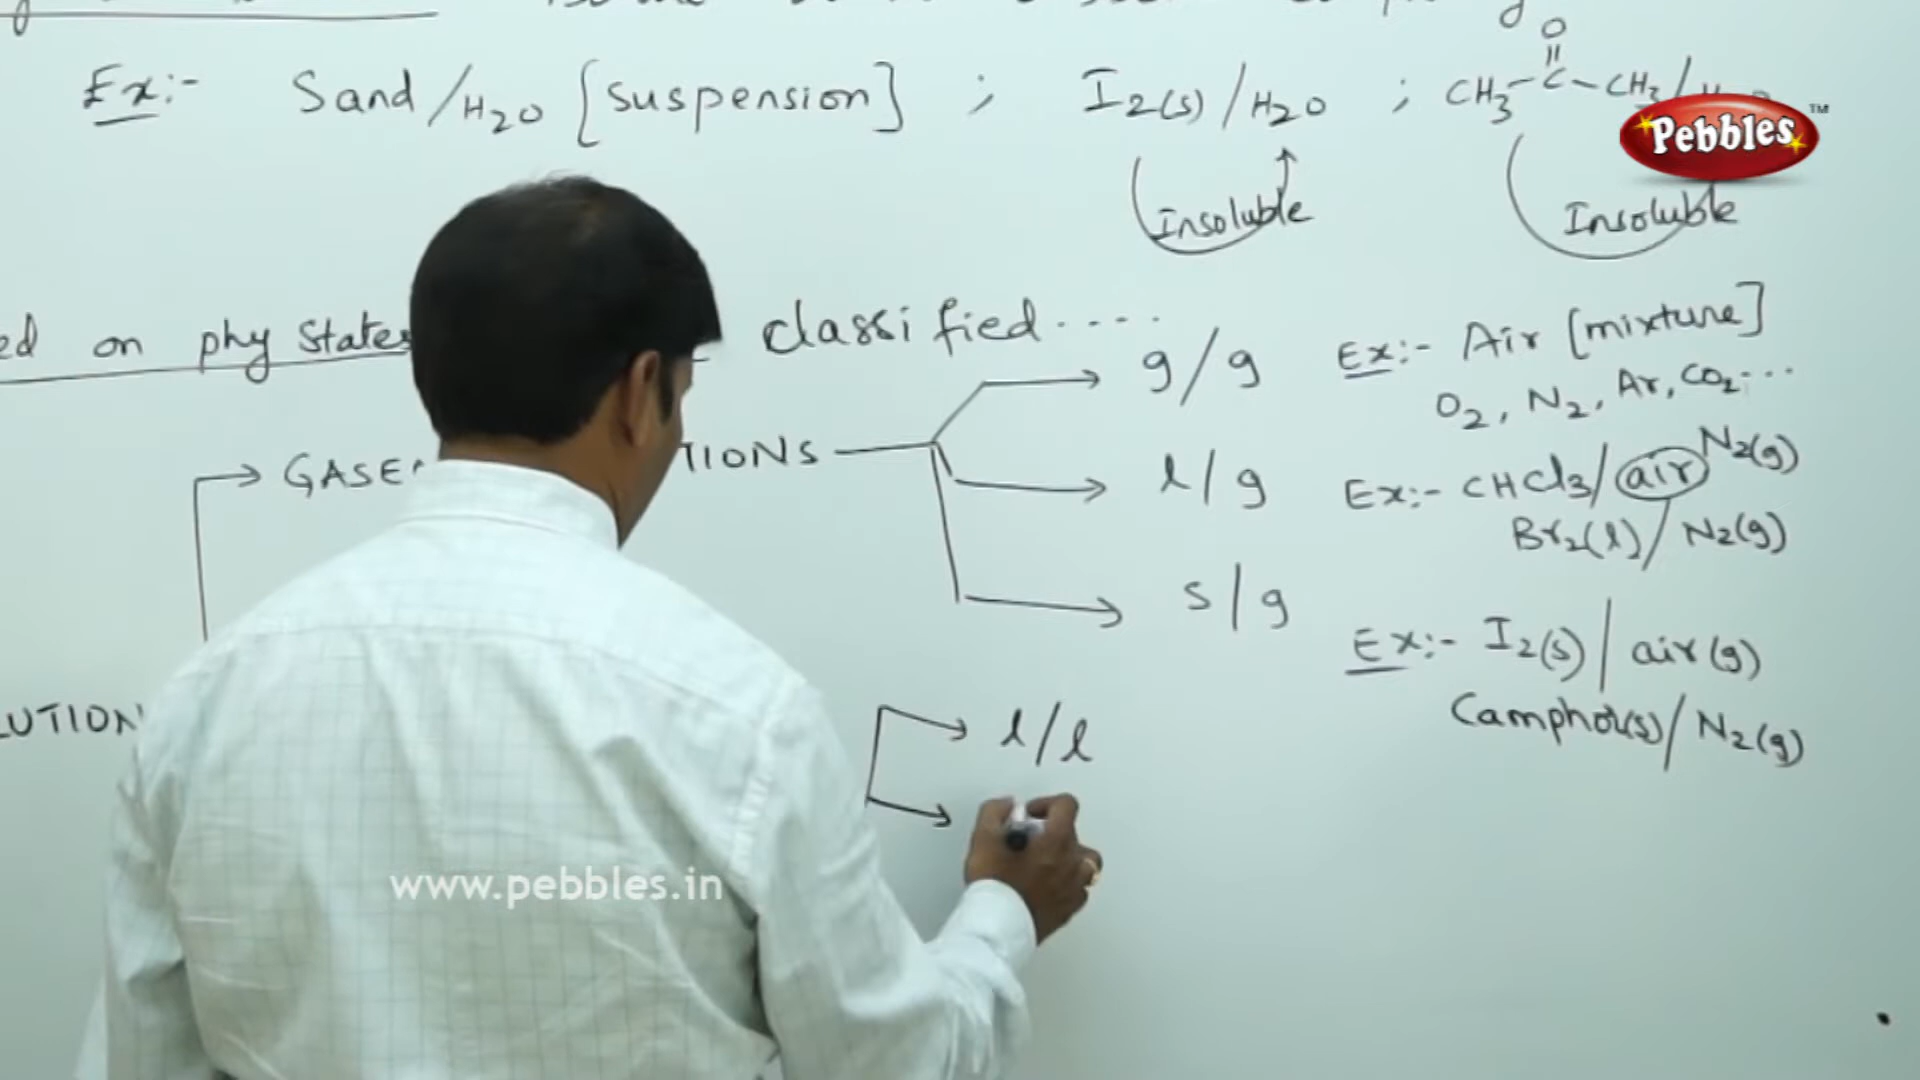 Ex:- Sand/H2O [suspension] ; I2(s)/H2O ; CH3-C-CH3/
O
Pebbles™
Insoluble Insoluble
ed on phy States classified.....
g/g Ex:- Air [mixture]
O2, N2, Ar, CO2...
TIONS
l/g Ex:- CHCl3/air N2(g)
Br2(l)/N2(g)
s/g Ex:- I2(s)/air(g)
Camphor(s)/N2(g)
GASE
LUTION
l/l
www.pebbles.in